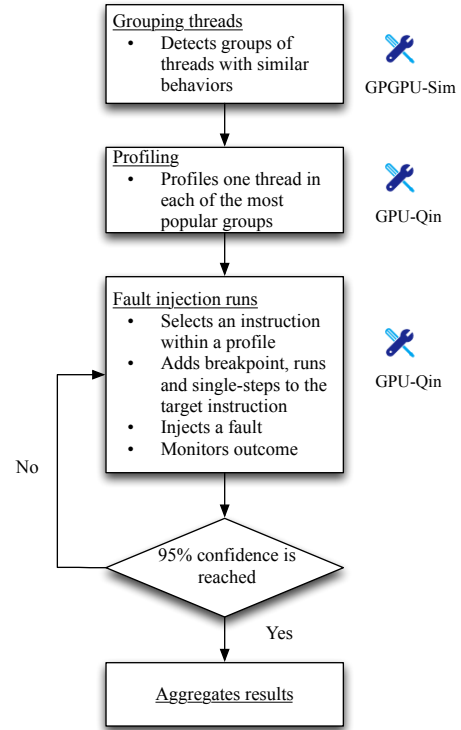 Grouping threads
• Detects groups of
threads with similar
behaviors
GPGPU-Sim
Profiling
• Profiles one thread in
each of the most
popular groups
GPU-Qin
Fault injection runs
• Selects an instruction
within a profile
• Adds breakpoint, runs
and single-steps to the
target instruction
• Injects a fault
• Monitors outcome
GPU-Qin
No
95% confidence is
reached
Yes
Aggregates results